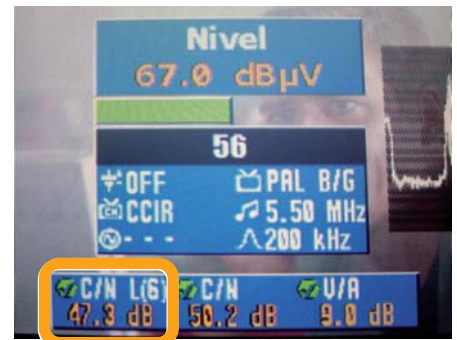 Nivel
67.0 dBµV
56
OFF PAL B/G
CH CCIR 5.50 MHz
- - - 200 kHz
C/N L(6) C/N V/A
47.3 dB 50.2 dB 9.0 dB